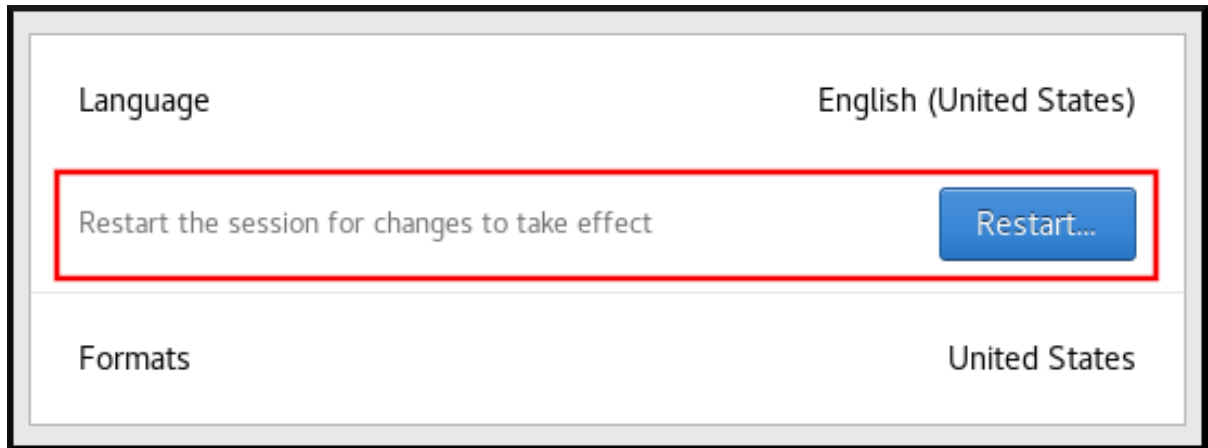 Language English (United States)
Restart the session for changes to take effect Restart...
Formats United States